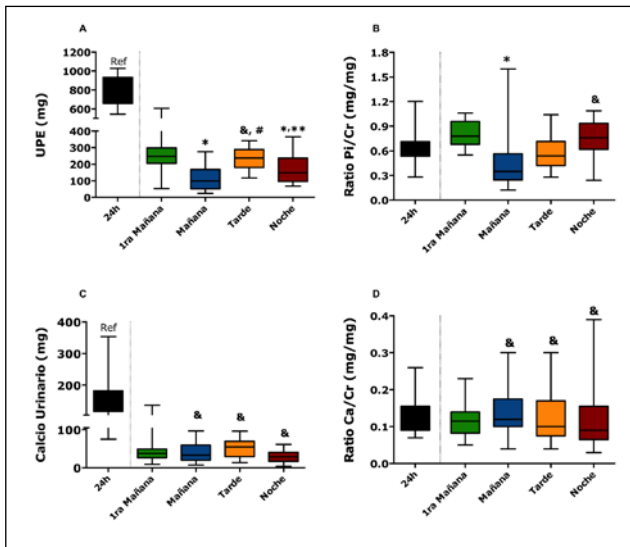 A
UPE (mg)
1200
1000
800
600
400
300
200
100
0
Ref
*
&, #
*,**
24h
1ra Mañana
Mañana
Tarde
Noche
B
Ratio Pi/Cr (mg/mg)
1.8
1.5
1.2
0.9
0.6
0.3
0.0
*
&
24h
1ra Mañana
Mañana
Tarde
Noche
C
Calcio Urinario (mg)
400
300
200
100
0
Ref
&
&
&
24h
1ra Mañana
Mañana
Tarde
Noche
D
Ratio Ca/Cr (mg/mg)
0.4
0.3
0.2
0.1
0.0
&
&
&
24h
1ra Mañana
Mañana
Tarde
Noche